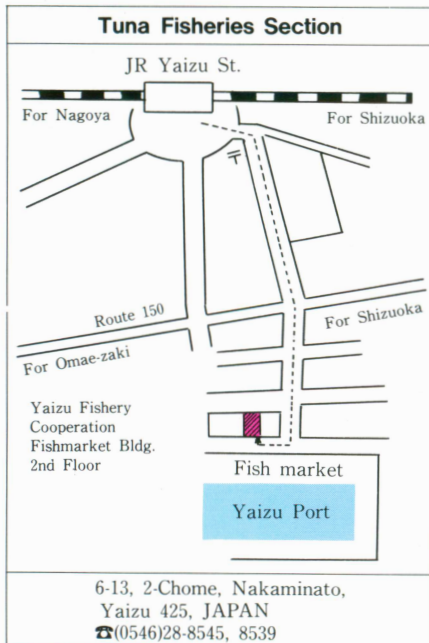 Tuna Fisheries Section
JR Yaizu St.
For Nagoya
For Shizuoka
〒
Route 150
For Shizuoka
For Omae-zaki
Yaizu Fishery
Cooperation
Fishmarket Bldg.
2nd Floor
Fish market
Yaizu Port
6-13, 2-Chome, Nakaminato,
Yaizu 425, JAPAN
☎(0546)28-8545, 8539